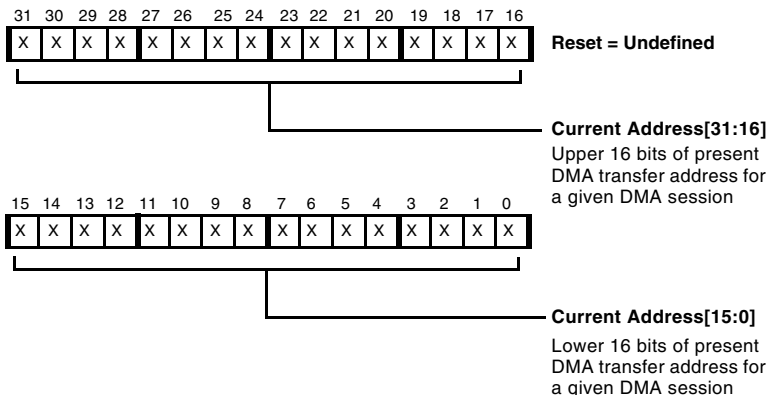 31 30 29 28 27 26 25 24 23 22 21 20 19 18 17 16
X X X X X X X X X X X X X X X X Reset = Undefined
Current Address[31:16]
Upper 16 bits of present
DMA transfer address for
a given DMA session
15 14 13 12 11 10 9 8 7 6 5 4 3 2 1 0
X X X X X X X X X X X X X X X X
Current Address[15:0]
Lower 16 bits of present
DMA transfer address for
a given DMA session